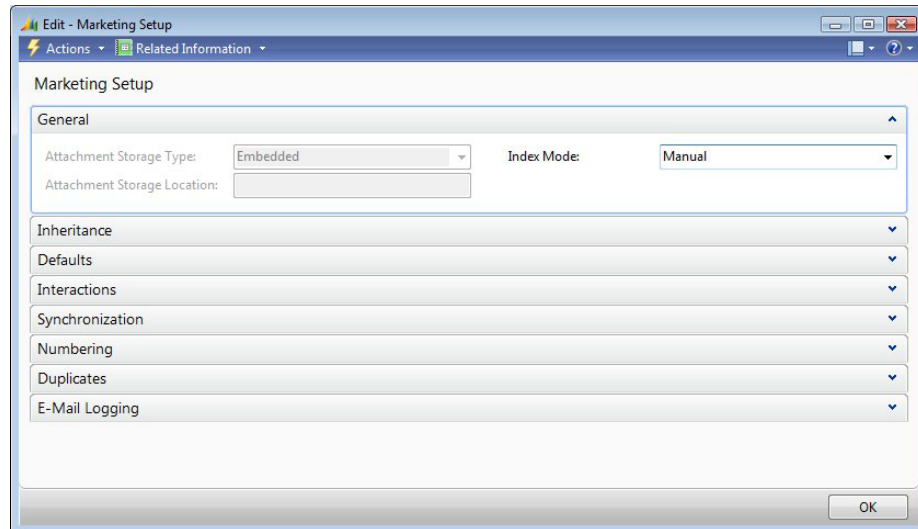 Edit - Marketing Setup
Actions Related Information
Marketing Setup
General
Attachment Storage Type: Embedded Index Mode: Manual
Attachment Storage Location:
Inheritance
Defaults
Interactions
Synchronization
Numbering
Duplicates
E-Mail Logging
OK